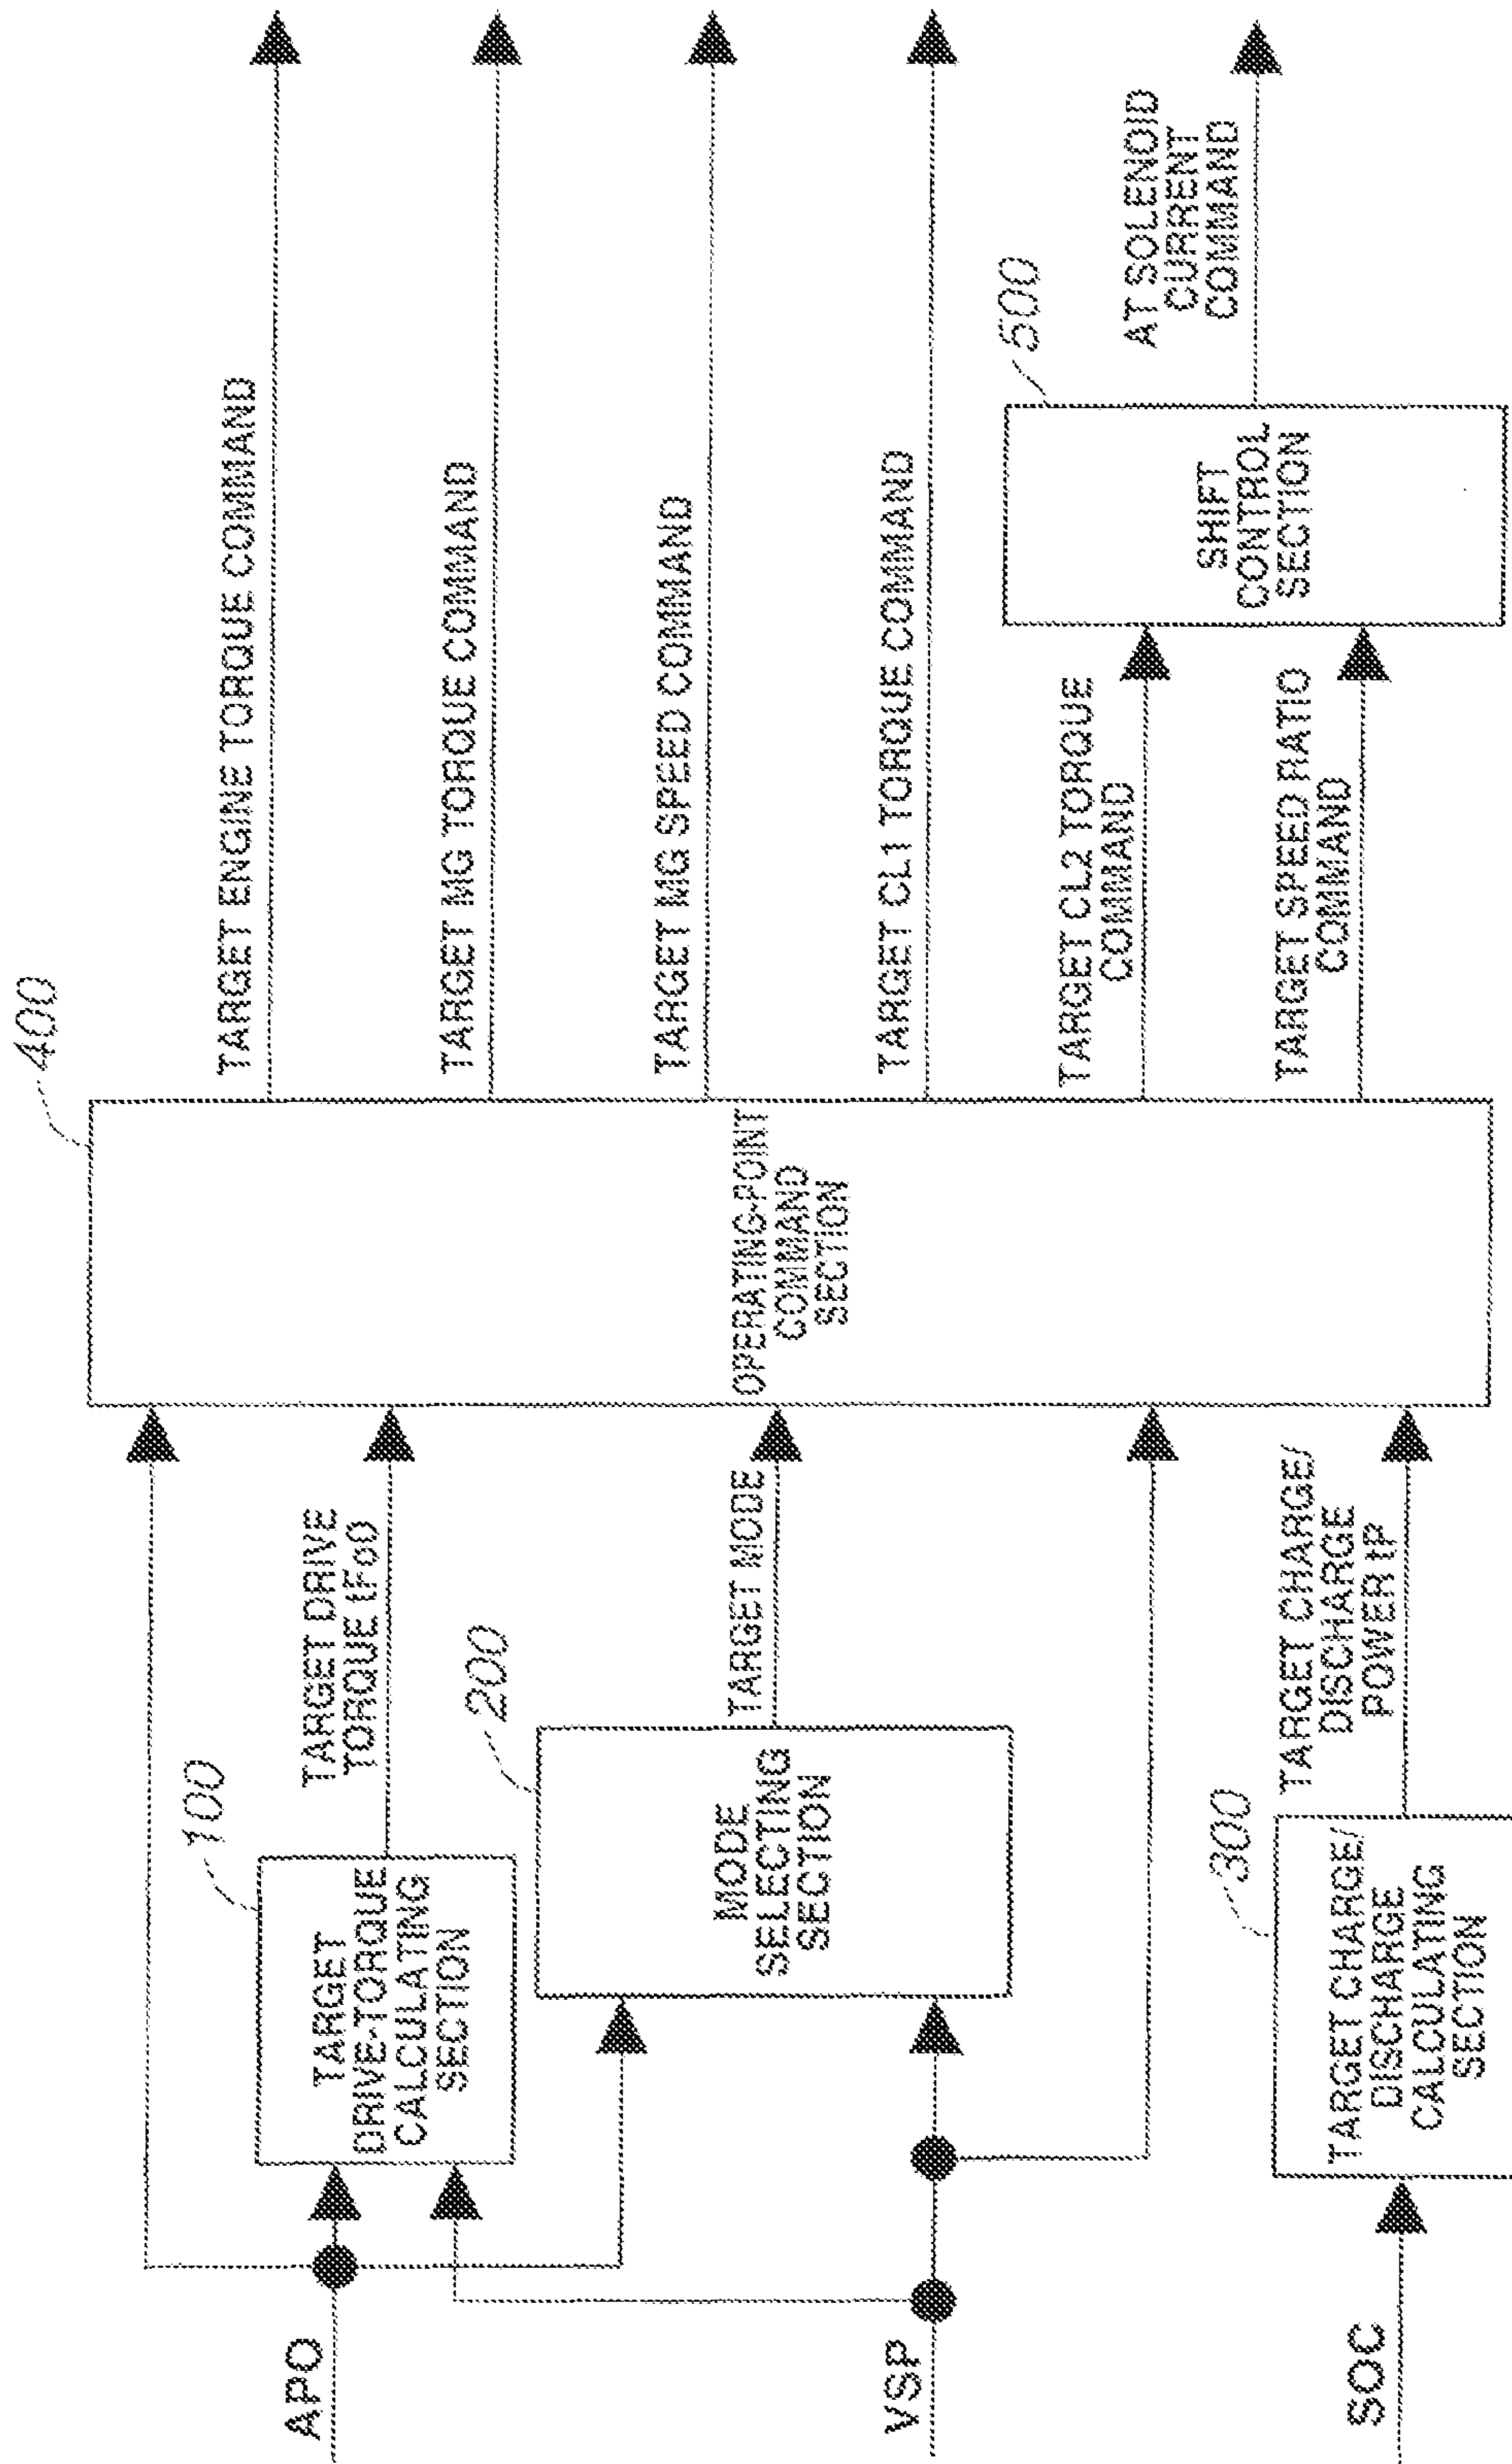 APO
VSP
SOC
100
TARGET
DRIVE-TORQUE
CALCULATING
SECTION
200
MODE
SELECTING
SECTION
300
TARGET CHARGE/
DISCHARGE
CALCULATING
SECTION
TARGET DRIVE
TORQUE tFo0
TARGET MODE
TARGET CHARGE/
DISCHARGE
POWER tP
400
OPERATING-POINT
COMMAND
SECTION
TARGET ENGINE TORQUE COMMAND
TARGET MG TORQUE COMMAND
TARGET MG SPEED COMMAND
TARGET CL1 TORQUE COMMAND
TARGET CL2 TORQUE
COMMAND
TARGET SPEED RATIO
COMMAND
500
SHIFT
CONTROL
SECTION
AT SOLENOID
CURRENT
COMMAND